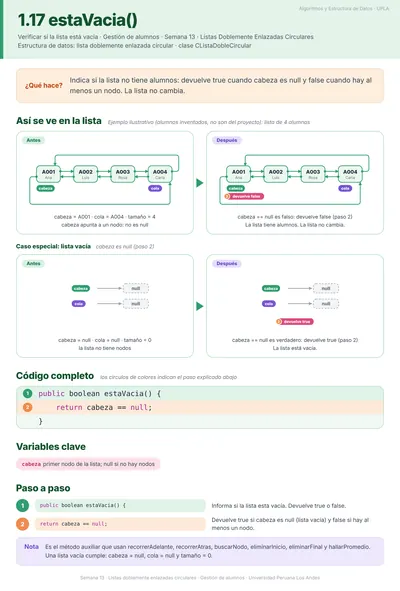 Algoritmos y Estructura de Datos · UPLA
1.17 estaVacia()
Verificar si la lista está vacía · Gestión de alumnos · Semana 13 · Listas Doblemente Enlazadas Circulares
Estructura de datos: lista doblemente enlazada circular · clase CListaDobleCircular
¿Qué hace?
Indica si la lista no tiene alumnos: devuelve true cuando cabeza es null y false cuando hay al
menos un nodo. La lista no cambia.
Así se ve en la lista Ejemplo ilustrativo (alumnos inventados, no son del proyecto): lista de 4 alumnos
Antes
A001 A002 A003 A004
Ana Luis Rosa Carla
cabeza cola
cabeza = A001 · cola = A004 · tamaño = 4
cabeza apunta a un nodo: no es null
Después
A001 A002 A003 A004
Ana Luis Rosa Carla
cabeza cola
2 devuelve false
cabeza == null es falso: devuelve false (paso 2)
La lista tiene alumnos. La lista no cambia.
Caso especial: lista vacía cabeza es null (paso 2)
Antes
cabeza null
cola null
cabeza = null · cola = null · tamaño = 0
la lista no tiene nodos
Después
cabeza null
cola null
2 devuelve true
cabeza == null es verdadero: devuelve true (paso 2)
La lista está vacía.
Código completo los círculos de colores indican el paso explicado abajo
1 public boolean estaVacia() {
2 return cabeza == null;
}
Variables clave
cabeza primer nodo de la lista; null si no hay nodos
Paso a paso
1 public boolean estaVacia() { Informa si la lista está vacía. Devuelve true o false.
2 return cabeza == null; Devuelve true si cabeza es null (lista vacía) y false si hay al
menos un nodo.
Nota Es el método auxiliar que usan recorrerAdelante, recorrerAtras, buscarNodo, eliminarInicio, eliminarFinal y hallarPromedio.
Una lista vacía cumple: cabeza = null, cola = null y tamaño = 0.
Semana 13 · Listas doblemente enlazadas circulares · Gestión de alumnos · Universidad Peruana Los Andes